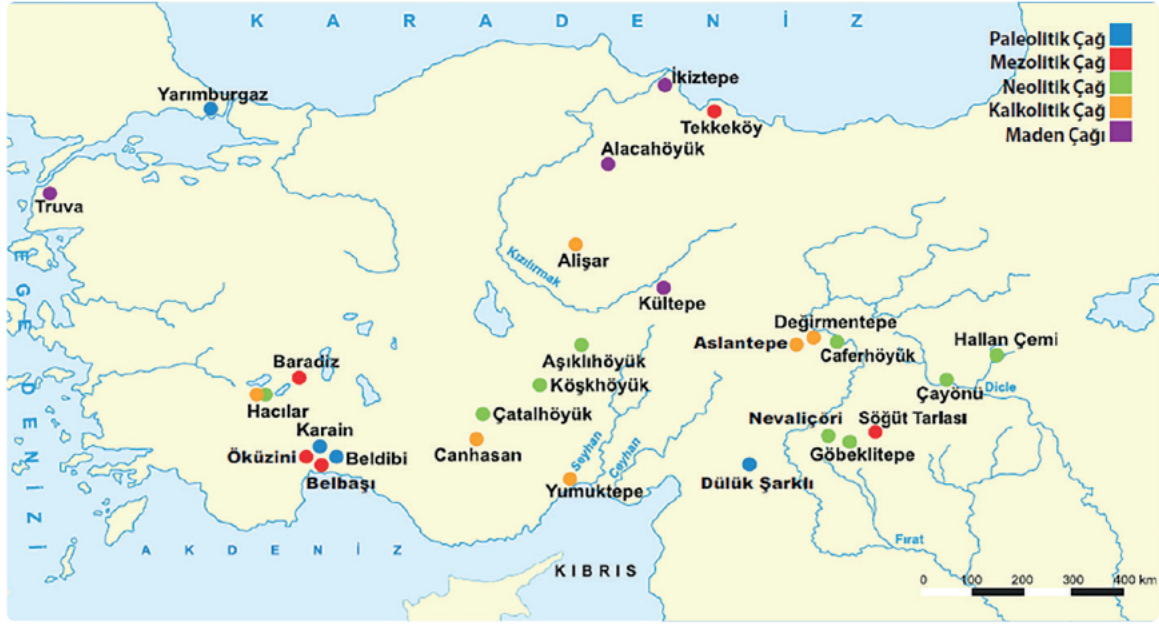 K A R A D E N İ Z
Paleolitik Çağ
Mezolitik Çağ
Neolitik Çağ
Kalkolitik Çağ
Maden Çağı
İkiztepe
Yarımburgaz
Tekkeköy
Alacahöyük
Truva
Alişar
Kızılırmak
Kültepe
Değirmentepe
Aslantepe
Caferhöyük
Hallan Çemi
Aşıklıhöyük
Baradiz
Köşkhöyük
Çayönü
Dicle
Hacılar
Çatalhöyük
Nevaliçöri
Söğüt Tarlası
Karain
Göbeklitepe
Öküzini
Beldibi
Canhasan
Seyhan
Ceyhan
Belbaşı
Yumuktepe
Dülük Şarklı
E G E D E N İ Z İ
A K D E N İ Z
Fırat
KIBRIS
0 100 200 300 400 km